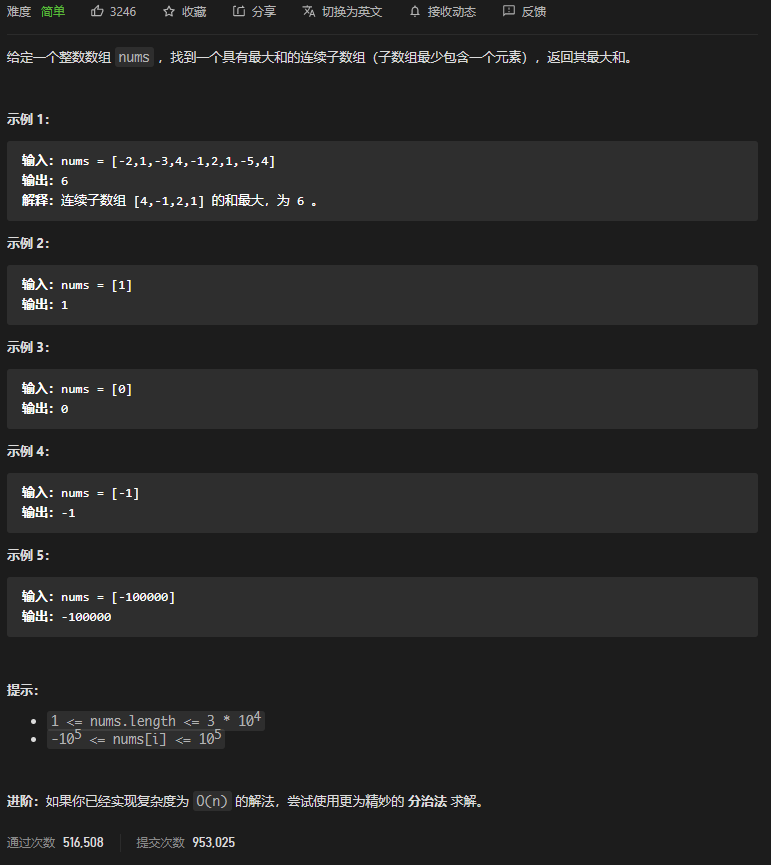 难度 简单 3246 收藏 分享 切换为英文 接收动态 反馈
给定一个整数数组 nums ，找到一个具有最大和的连续子数组（子数组最少包含一个元素），返回其最大和。
示例 1：
输入：nums = [-2,1,-3,4,-1,2,1,-5,4]
输出：6
解释：连续子数组 [4,-1,2,1] 的和最大，为 6 。
示例 2：
输入：nums = [1]
输出：1
示例 3：
输入：nums = [0]
输出：0
示例 4：
输入：nums = [-1]
输出：-1
示例 5：
输入：nums = [-100000]
输出：-100000
提示：
1 <= nums.length <= 3 * 10⁴
-10⁵ <= nums[i] <= 10⁵
进阶：如果你已经实现复杂度为 O(n) 的解法，尝试使用更为精妙的 分治法 求解。
通过次数 516,508 提交次数 953,025